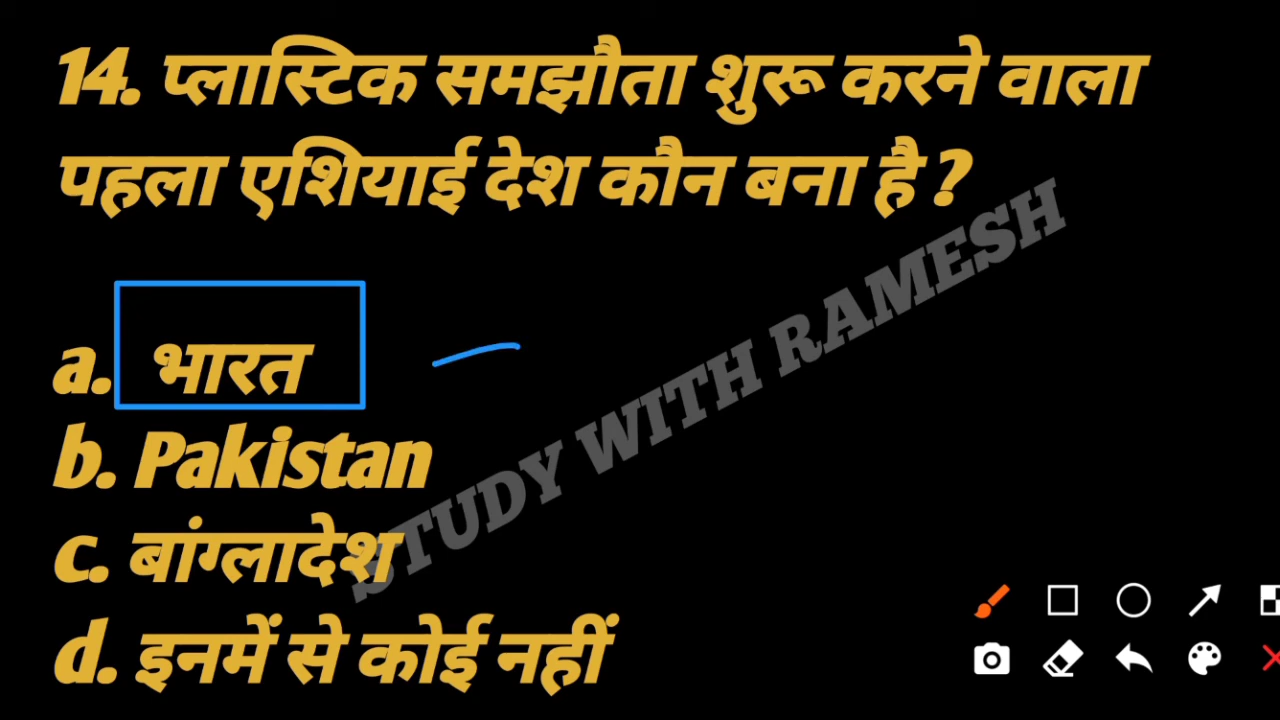 14. प्लास्टिक समझौता शुरू करने वाला
पहला एशियाई देश कौन बना है ?
a. भारत
b. Pakistan
c. बांग्लादेश
d. इनमें से कोई नहीं
STUDY WITH RAMESH